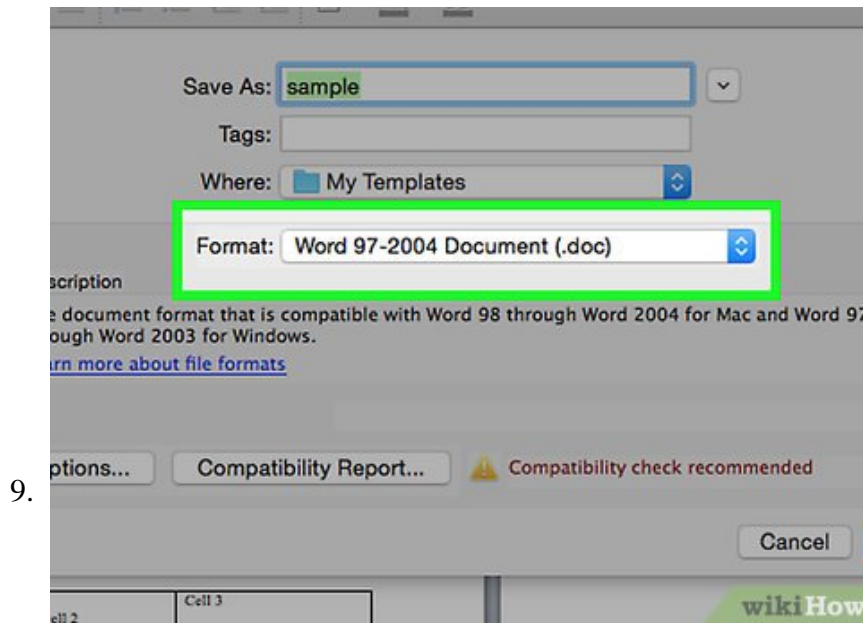 Save As: sample
Tags:
Where: My Templates
Format: Word 97-2004 Document (.doc)
scription
e document format that is compatible with Word 98 through Word 2004 for Mac and Word 97
ough Word 2003 for Windows.
arn more about file formats
ptions... Compatibility Report... Compatibility check recommended
9.
Cancel
Cell 3
ell 2
wikiHow